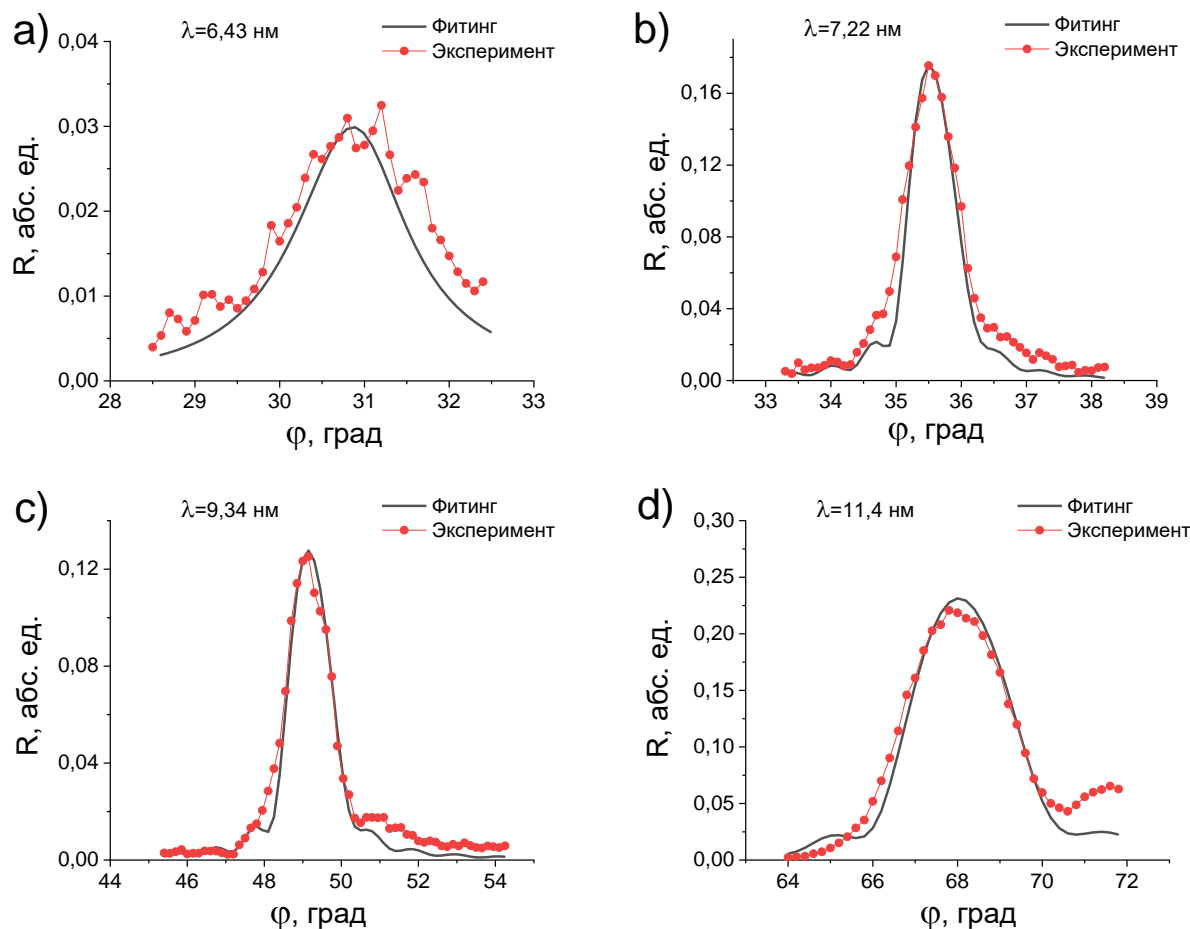 a)
λ=6,43 нм
Фитинг
Эксперимент
R, абс. ед.
0,04
0,03
0,02
0,01
0,00
28 29 30 31 32 33
φ, град
b)
λ=7,22 нм
Фитинг
Эксперимент
R, абс. ед.
0,16
0,12
0,08
0,04
0,00
33 34 35 36 37 38 39
φ, град
c)
λ=9,34 нм
Фитинг
Эксперимент
R, абс. ед.
0,12
0,08
0,04
0,00
44 46 48 50 52 54
φ, град
d)
λ=11,4 нм
Фитинг
Эксперимент
R, абс. ед.
0,30
0,25
0,20
0,15
0,10
0,05
0,00
64 66 68 70 72
φ, град